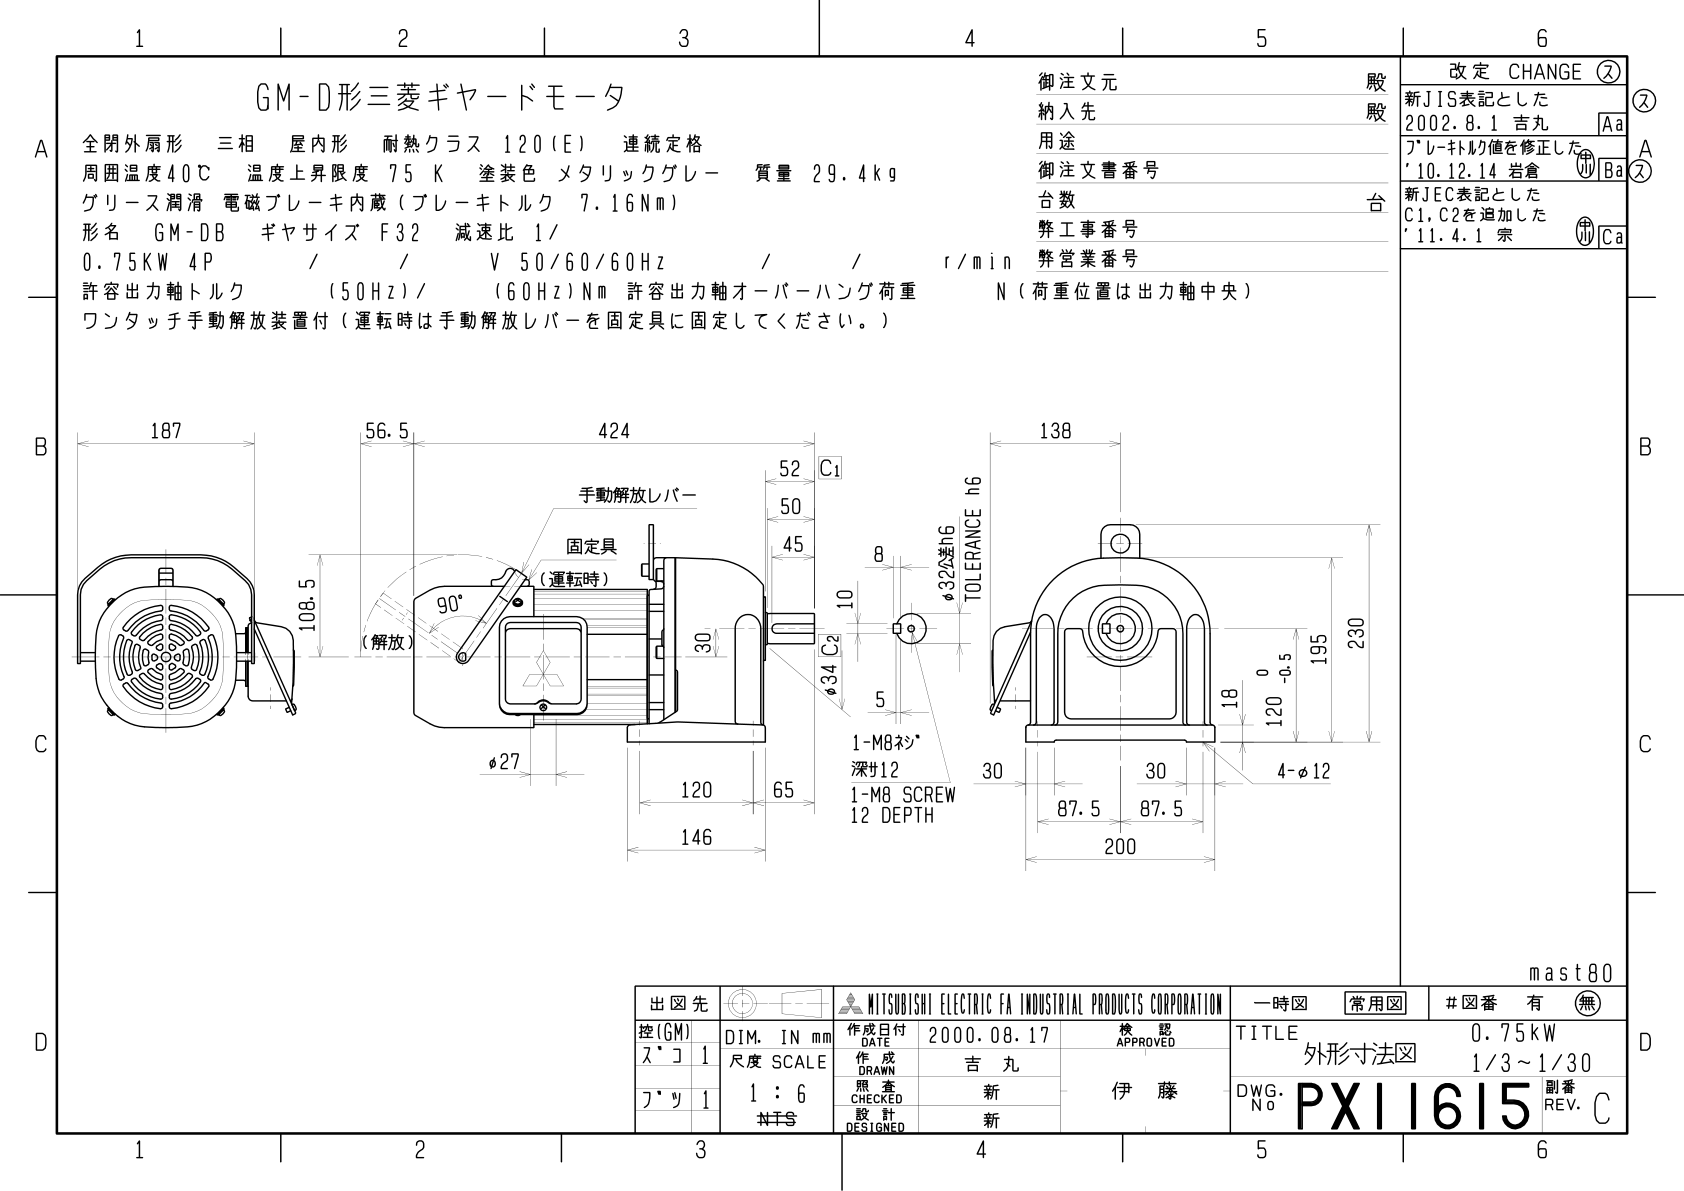 1 2 3 4 5 6
GM-D形三菱ギヤードモータ
全閉外扇形 三相 屋内形 耐熱クラス 120(E) 連続定格
周囲温度40℃ 温度上昇限度 75 K 塗装色 メタリックグレー 質量 29.4kg
グリース潤滑 電磁ブレーキ内蔵(ブレーキトルク 7.16Nm)
形名 GM-DB ギヤサイズ F32 減速比 1/
0.75KW 4P / / V 50/60/60Hz / / r/min
許容出力軸トルク (50Hz)/ (60Hz)Nm 許容出力軸オーバーハング荷重 N(荷重位置は出力軸中央)
ワンタッチ手動解放装置付(運転時は手動解放レバーを固定具に固定してください。)
御注文元 殿
納入先 殿
用途
御注文書番号
台数 台
弊工事番号
弊営業番号
改定 CHANGE ス
新JIS表記とした
2002.8.1 吉丸 Aa
ス
ブレーキトルク値を修正した
'10.12.14 岩倉 中川 Ba
ス
新JEC表記とした
C1,C2を追加した
'11.4.1 宗 中川 Ca
A A
B B
C C
D D
187
56.5
424
52 C1
50
45
手動解放レバー
固定具
(運転時)
90°
(解放)
108.5
30
φ34 C2
φ27
120
65
146
8
10
5
φ32公差h6
TOLERANCE h6
1-M8ネジ
深サ12
1-M8 SCREW
12 DEPTH
138
230
195
120 0 -0.5
18
30
30
4-φ12
87.5
87.5
200
mast80
出図先
控(GM)
ズコ 1
ブツ 1
DIM. IN mm
尺度 SCALE
1 : 6
NTS
MITSUBISHI ELECTRIC FA INDUSTRIAL PRODUCTS CORPORATION
作成日付 DATE 2000.08.17
作成 DRAWN 吉丸
照査 CHECKED 新
設計 DESIGNED 新
検認 APPROVED
伊藤
一時図 常用図 #図番 有 無
TITLE
外形寸法図
0.75kW
1/3~1/30
DWG. No PX11615
副番 REV. C
1 2 3 4 5 6